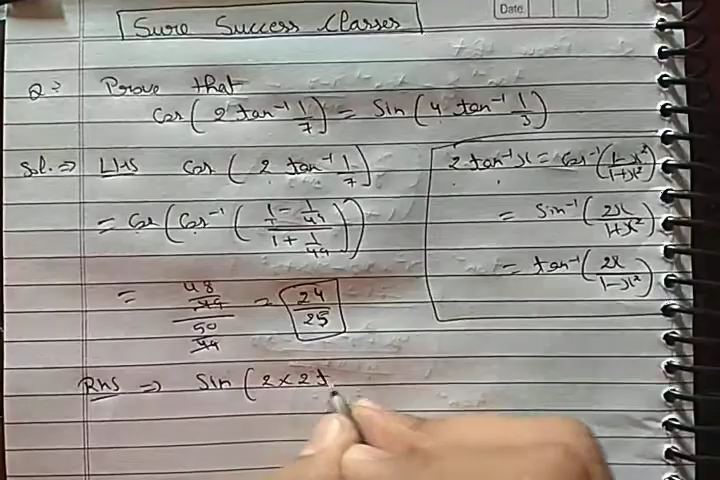 Date
Sure Success Classes
Q⇒ Prove that
Cos(2 tan⁻¹ 1/7) = Sin(4 tan⁻¹ 1/3)
Sol.⇒ LHS Cos(2 tan⁻¹ 1/7)
= Cos(Cos⁻¹((1 - 1/49)/(1 + 1/49)))
= (48/49)/(50/49) = 24/25
2 tan⁻¹x = Cos⁻¹((1-x²)/(1+x²))
= Sin⁻¹(2x/(1+x²))
= tan⁻¹(2x/(1-x²))
RHS ⇒ Sin(2×2t